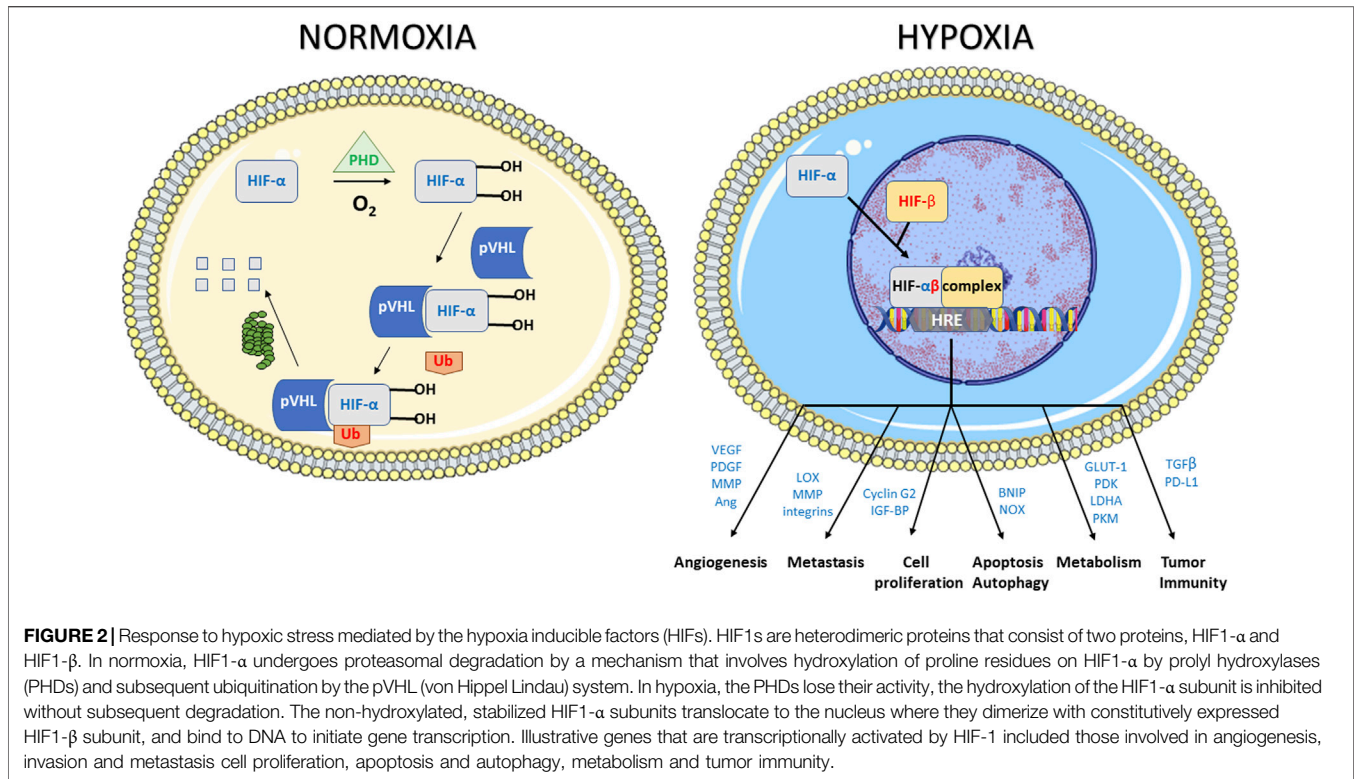 NORMOXIA
HIF-α
PHD
O2
HIF-α
OH
OH
pVHL
pVHL
HIF-α
OH
OH
Ub
pVHL
HIF-α
OH
OH
Ub
HYPOXIA
HIF-α
HIF-β
HIF-αβ complex
HRE
VEGF
PDGF
MMP
Ang
LOX
MMP
integrins
Cyclin G2
IGF-BP
BNIP
NOX
GLUT-1
PDK
LDHA
PKM
TGFβ
PD-L1
Angiogenesis
Metastasis
Cell
proliferation
Apoptosis
Autophagy
Metabolism
Tumor
Immunity
FIGURE 2 | Response to hypoxic stress mediated by the hypoxia inducible factors (HIFs). HIF1s are heterodimeric proteins that consist of two proteins, HIF1-α and
HIF1-β. In normoxia, HIF1-α undergoes proteasomal degradation by a mechanism that involves hydroxylation of proline residues on HIF1-α by prolyl hydroxylases
(PHDs) and subsequent ubiquitination by the pVHL (von Hippel Lindau) system. In hypoxia, the PHDs lose their activity, the hydroxylation of the HIF1-α subunit is inhibited
without subsequent degradation. The non-hydroxylated, stabilized HIF1-α subunits translocate to the nucleus where they dimerize with constitutively expressed
HIF1-β subunit, and bind to DNA to initiate gene transcription. Illustrative genes that are transcriptionally activated by HIF-1 included those involved in angiogenesis,
invasion and metastasis cell proliferation, apoptosis and autophagy, metabolism and tumor immunity.